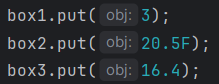 box1.put( obj: 3);
box2.put( obj: 20.5F);
box3.put( obj: 16.4);